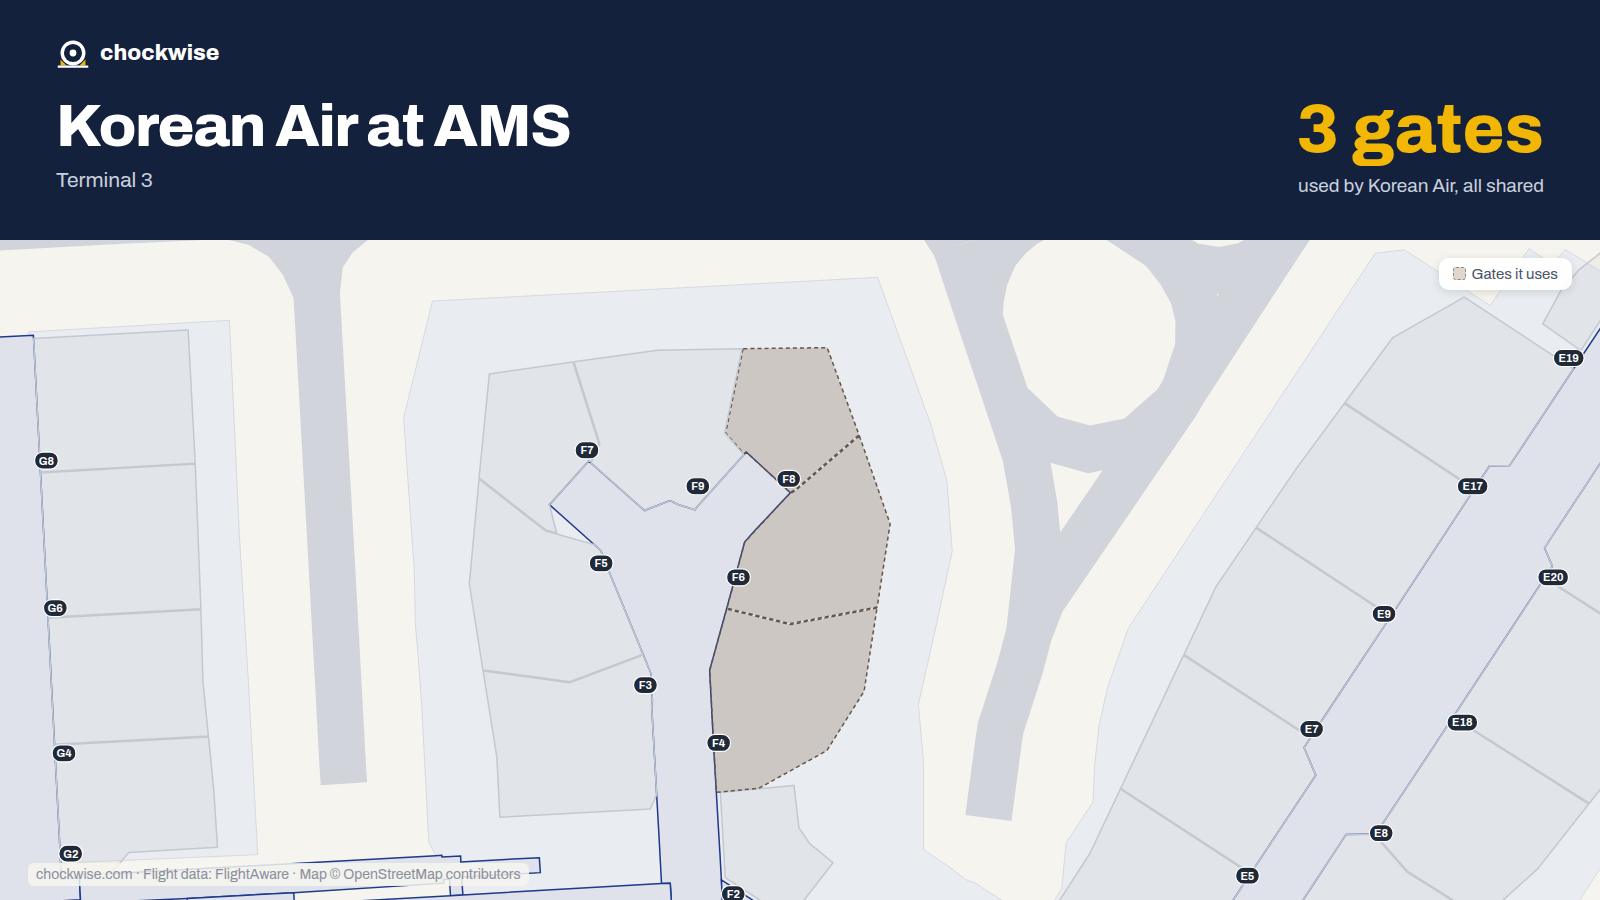 chockwise
Korean Air at AMS
Terminal 3
3 gates
used by Korean Air, all shared
Gates it uses
E19
G8
F7
F9
F8
E17
F5
F6
E20
G6
E9
F3
E18
E7
G4
F4
E8
G2
E5
F2
chockwise.com · Flight data: FlightAware · Map © OpenStreetMap contributors